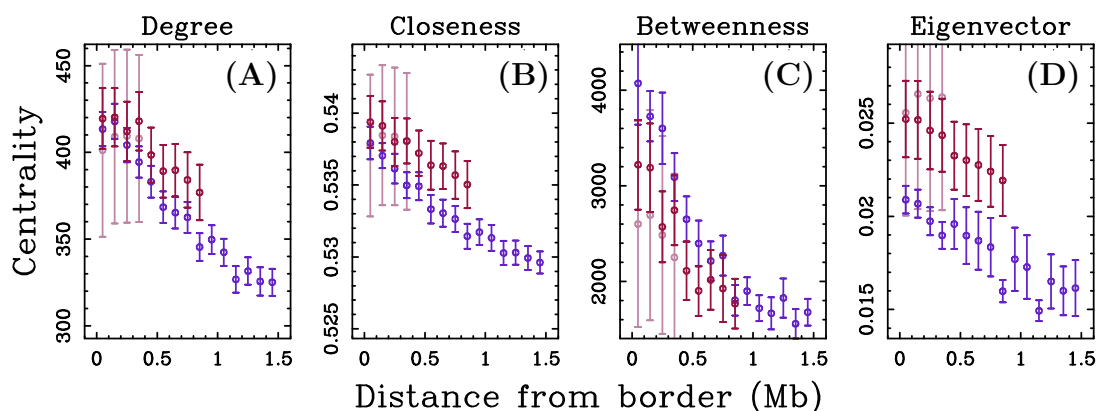 Degree
Closeness
Betweenness
Eigenvector
(A)
(B)
(C)
(D)
Centrality
300
350
400
450
0.525
0.53
0.535
0.54
2000
3000
4000
0.015
0.02
0.025
0 0.5 1 1.5
0 0.5 1 1.5
0 0.5 1 1.5
0 0.5 1 1.5
Distance from border (Mb)